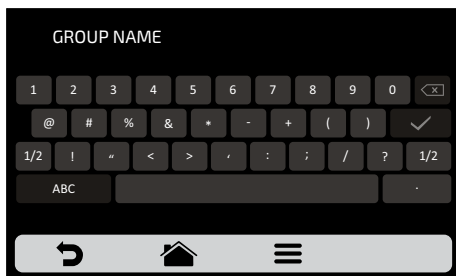 GROUP NAME
1 2 3 4 5 6 7 8 9 0
@ # % & * - + ( )
1/2 ! “ < > ‘ : ; / ? 1/2
ABC .